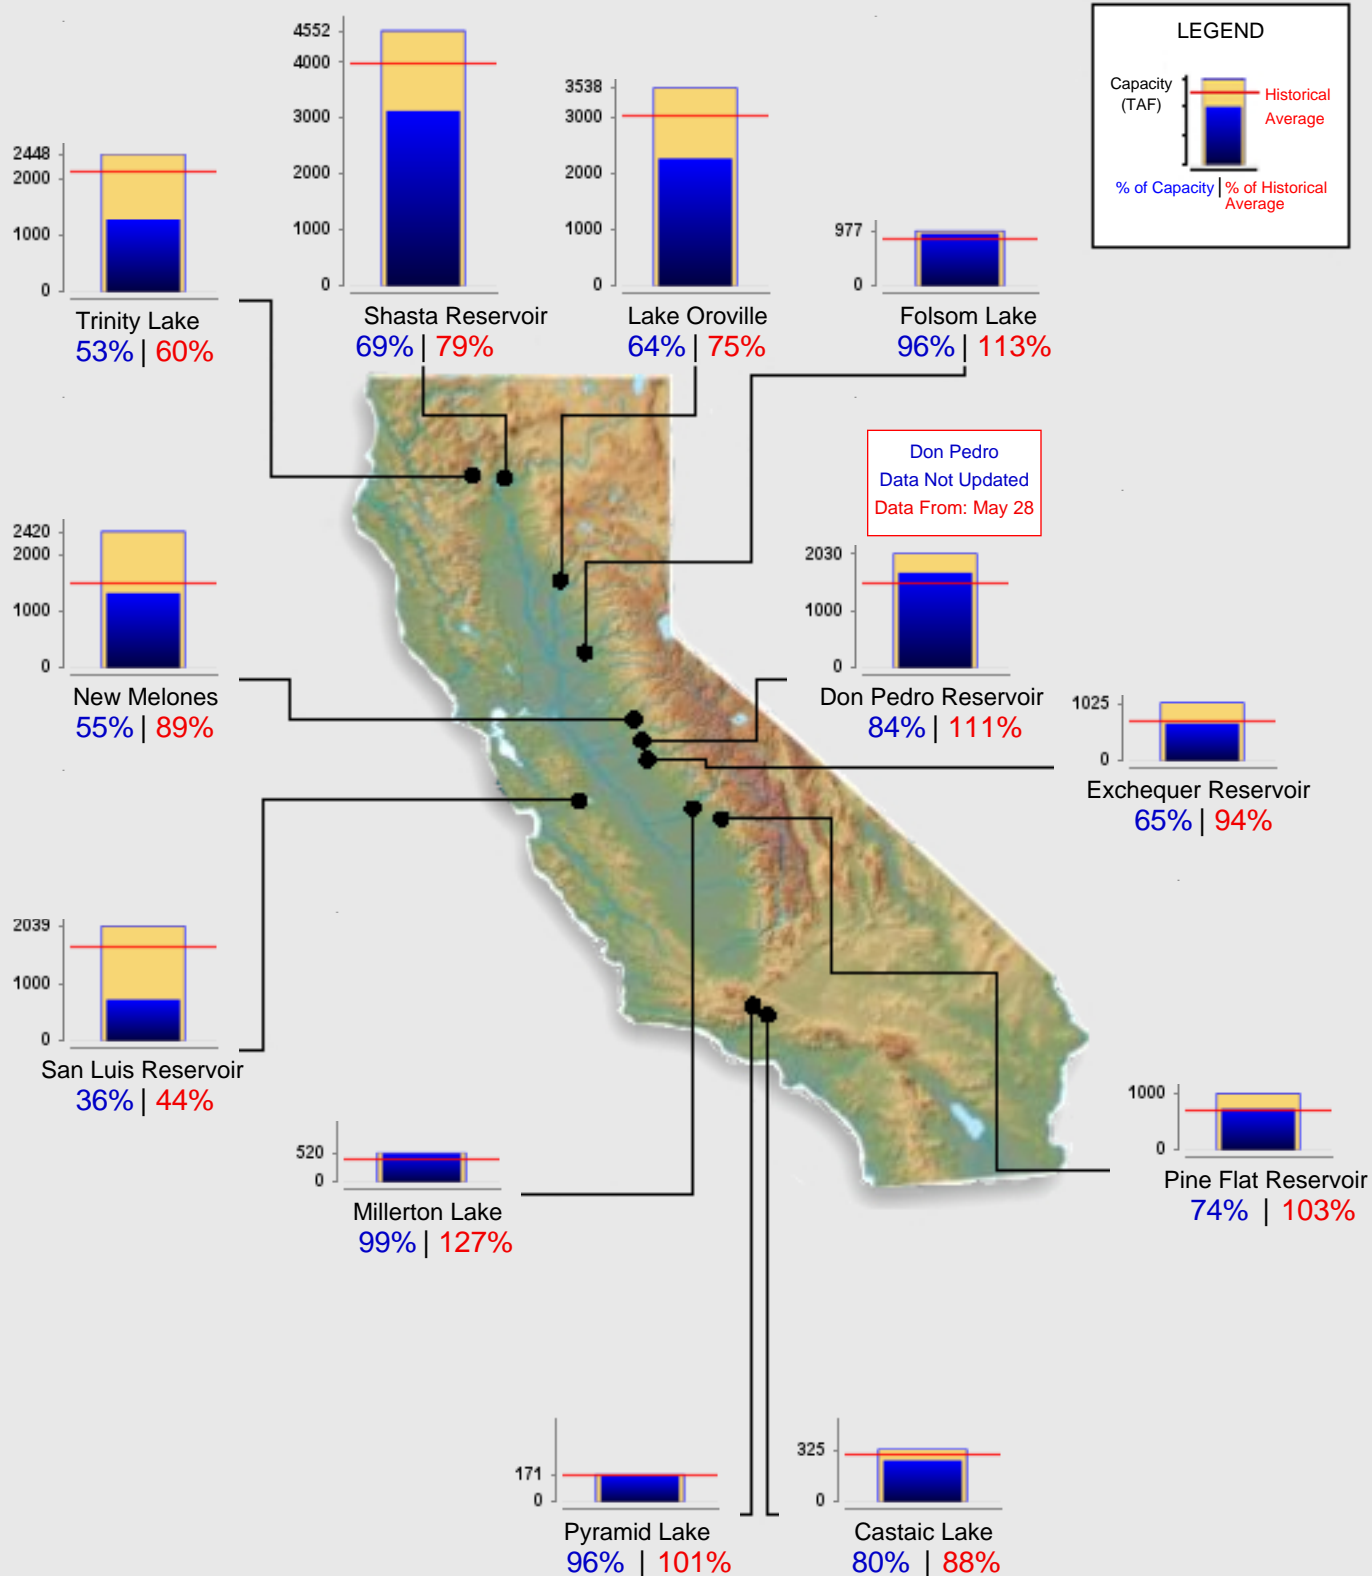 LEGEND
Capacity
(TAF)
Historical
Average
% of Capacity | % of Historical
Average
4552
4000
3000
2000
1000
0
Shasta Reservoir
69% | 79%
3538
3000
2000
1000
0
Lake Oroville
64% | 75%
2448
2000
1000
0
Trinity Lake
53% | 60%
977
0
Folsom Lake
96% | 113%
Don Pedro
Data Not Updated
Data From: May 28
2420
2000
1000
0
New Melones
55% | 89%
2030
1000
0
Don Pedro Reservoir
84% | 111%
1025
0
Exchequer Reservoir
65% | 94%
2039
1000
0
San Luis Reservoir
36% | 44%
520
0
Millerton Lake
99% | 127%
1000
0
Pine Flat Reservoir
74% | 103%
171
0
Pyramid Lake
96% | 101%
325
0
Castaic Lake
80% | 88%